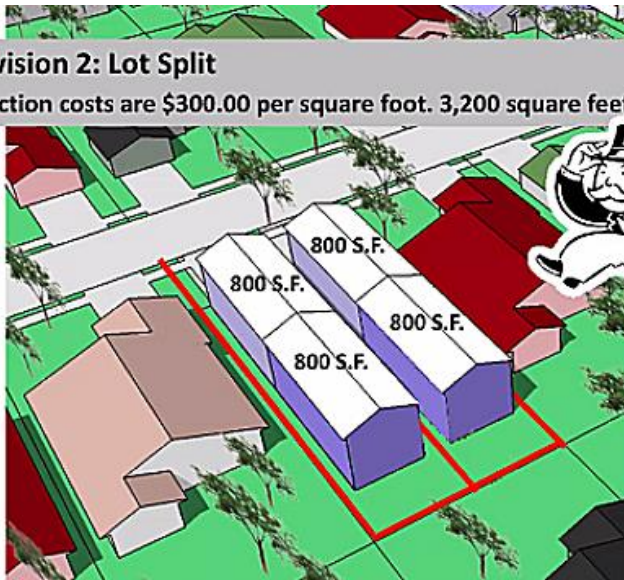 vision 2: Lot Split
ction costs are $300.00 per square foot. 3,200 square feet
800 S.F.
800 S.F.
800 S.F.
800 S.F.